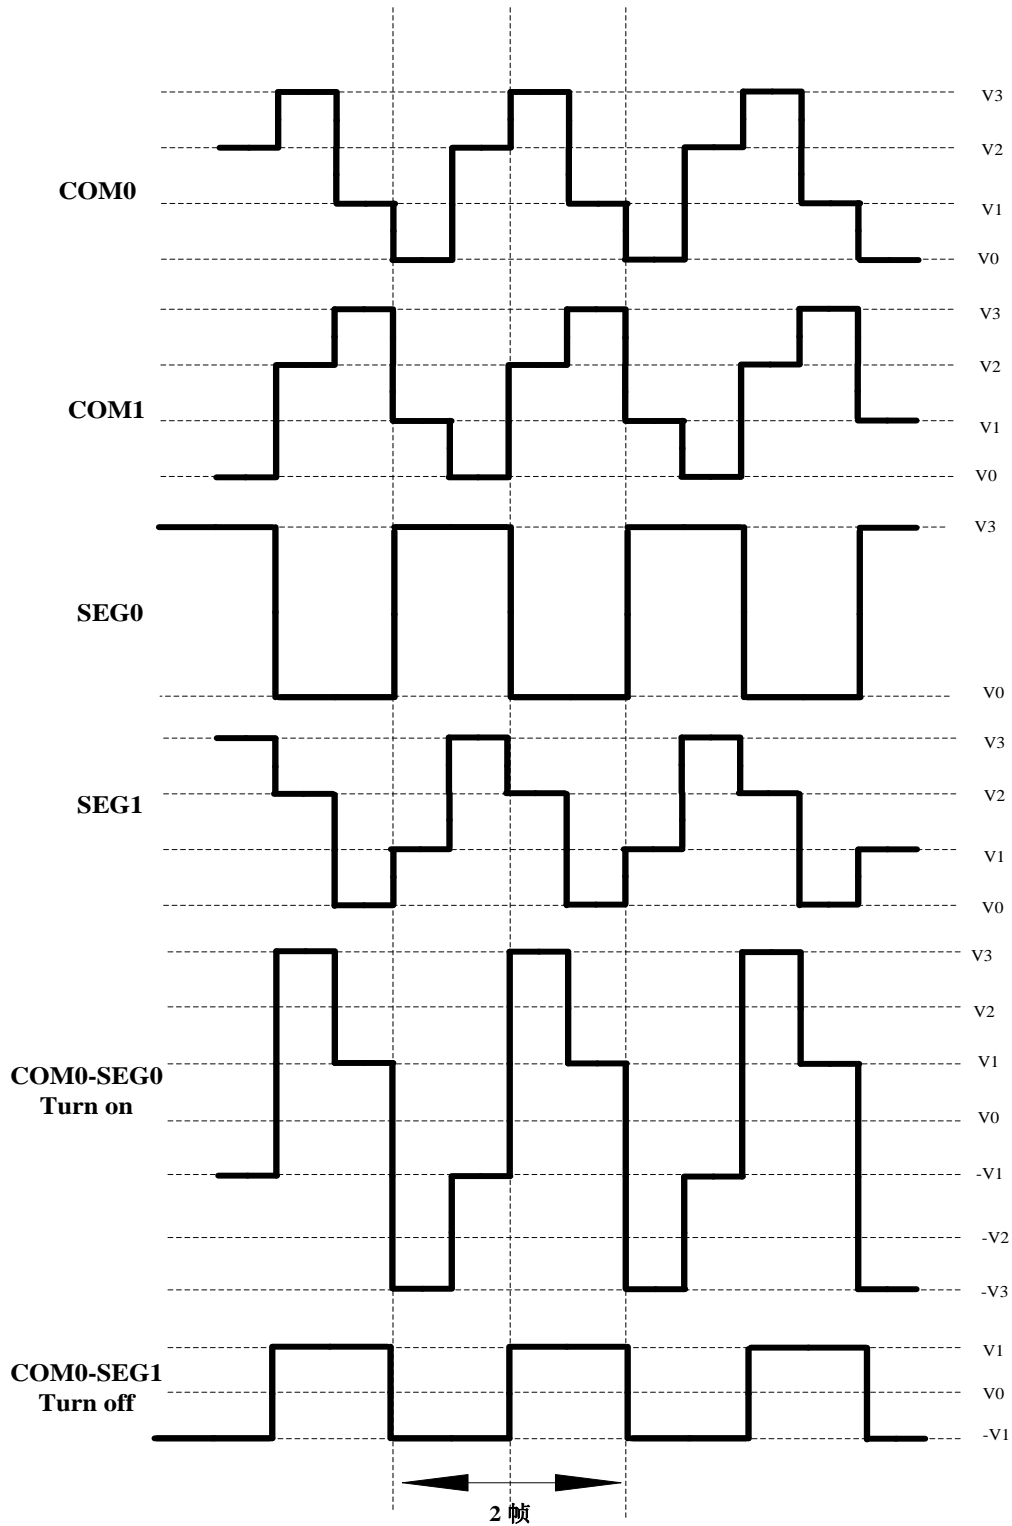 V3
V2
COM0
V1
V0
V3
V2
COM1
V1
V0
V3
SEG0
V0
V3
V2
SEG1
V1
V0
V3
V2
V1
COM0-SEG0
Turn on
V0
-V1
-V2
-V3
V1
COM0-SEG1
V0
Turn off
-V1
2 帧